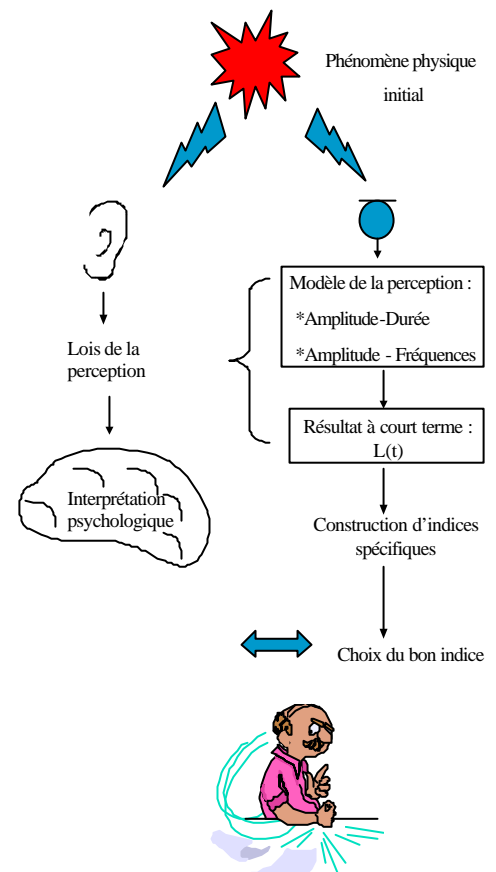 Phénomène physique
initial
Lois de la
perception
Interprétation
psychologique
Modèle de la perception :
*Amplitude-Durée
*Amplitude - Fréquences
Résultat à court terme :
L(t)
Construction d'indices
spécifiques
Choix du bon indice